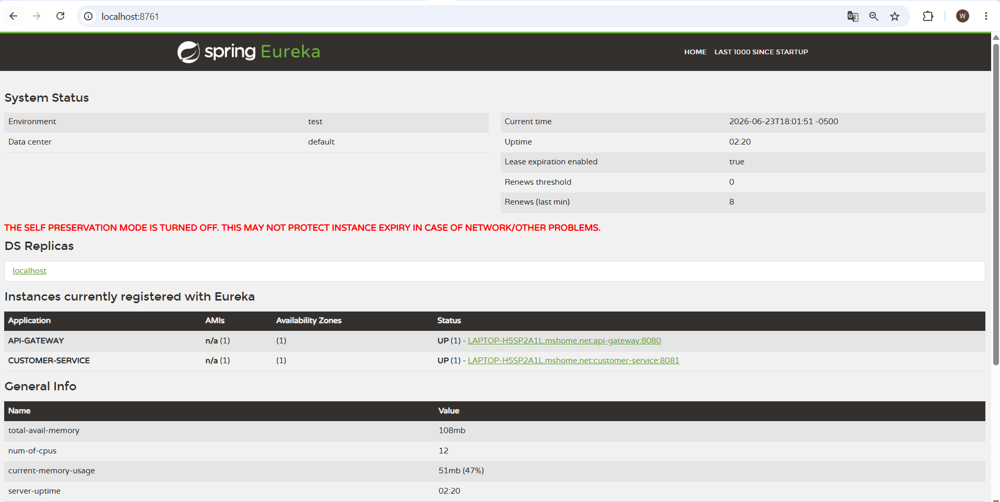 localhost:8761
W
spring Eureka
HOME LAST 1000 SINCE STARTUP
System Status
Environment test
Data center default
Current time 2026-06-23T18:01:51 -0500
Uptime 02:20
Lease expiration enabled true
Renews threshold 0
Renews (last min) 8
THE SELF PRESERVATION MODE IS TURNED OFF. THIS MAY NOT PROTECT INSTANCE EXPIRY IN CASE OF NETWORK/OTHER PROBLEMS.
DS Replicas
localhost
Instances currently registered with Eureka
Application AMIs Availability Zones Status
API-GATEWAY n/a (1) (1) UP (1) - LAPTOP-H5SP2A1L.mshome.net:api-gateway:8080
CUSTOMER-SERVICE n/a (1) (1) UP (1) - LAPTOP-H5SP2A1L.mshome.net:customer-service:8081
General Info
Name Value
total-avail-memory 108mb
num-of-cpus 12
current-memory-usage 51mb (47%)
server-uptime 02:20